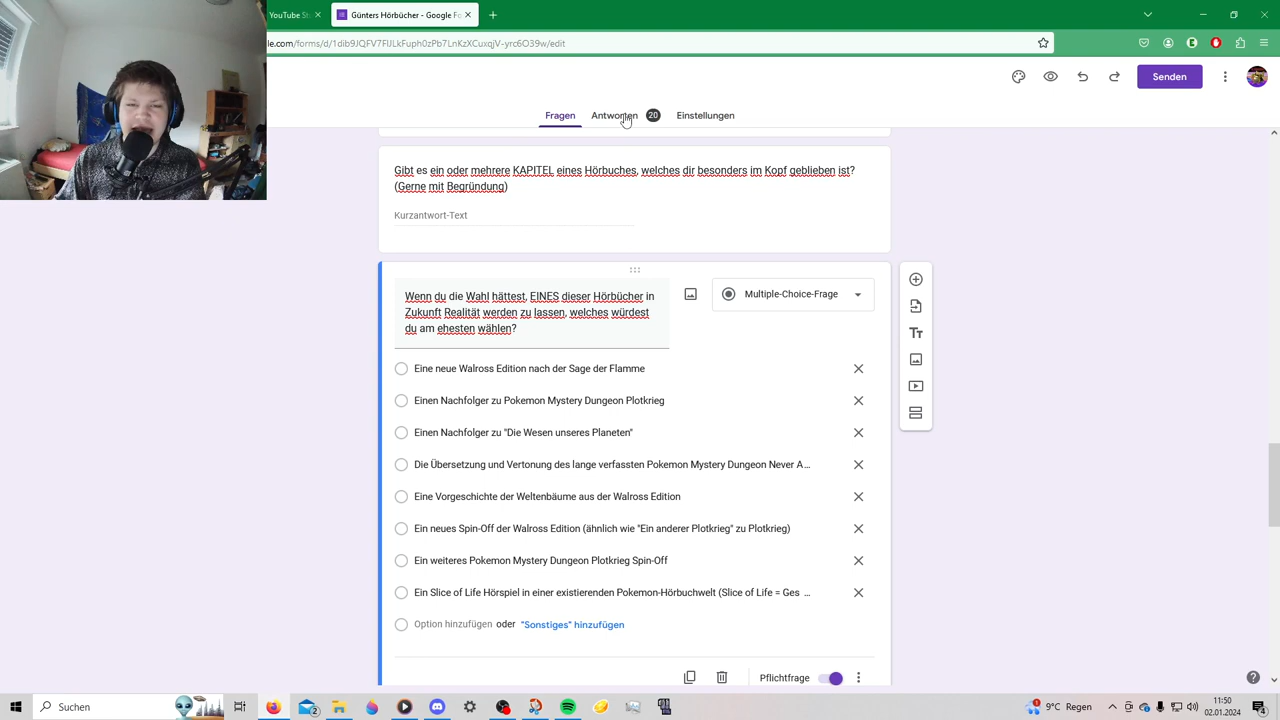 YouTube St
Günters Hörbücher - Google Fo
le.com/forms/d/1dib9JQFV7FlJLkFuph0zPb7LnKzXCuxqjV-yrc6O39w/edit
Senden
Fragen
Antworten
20
Einstellungen
Gibt es ein oder mehrere KAPITEL eines Hörbuches, welches dir besonders im Kopf geblieben ist?
(Gerne mit Begründung)
Kurzantwort-Text
Wenn du die Wahl hättest, EINES dieser Hörbücher in
Zukunft Realität werden zu lassen, welches würdest
du am ehesten wählen?
Multiple-Choice-Frage
Eine neue Walross Edition nach der Sage der Flamme
Einen Nachfolger zu Pokemon Mystery Dungeon Plotkrieg
Einen Nachfolger zu "Die Wesen unseres Planeten"
Die Übersetzung und Vertonung des lange verfassten Pokemon Mystery Dungeon Never A...
Eine Vorgeschichte der Weltenbäume aus der Walross Edition
Ein neues Spin-Off der Walross Edition (ähnlich wie "Ein anderer Plotkrieg" zu Plotkrieg)
Ein weiteres Pokemon Mystery Dungeon Plotkrieg Spin-Off
Ein Slice of Life Hörspiel in einer existierenden Pokemon-Hörbuchwelt (Slice of Life = Ges ...
Option hinzufügen oder "Sonstiges" hinzufügen
Pflichtfrage
Suchen
2
9°C Regen
11:50
02.01.2024
4